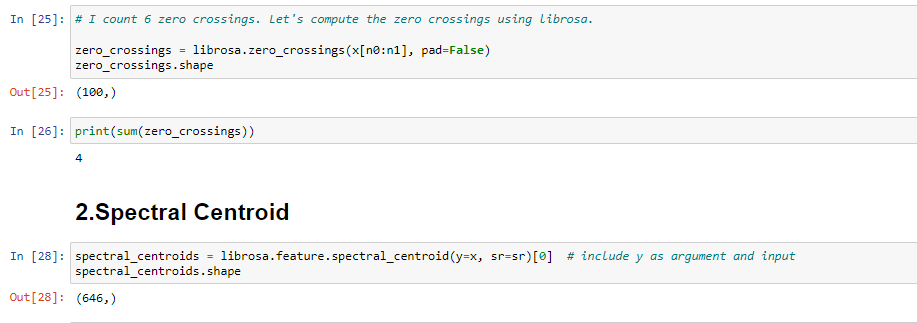 In [25]: # I count 6 zero crossings. Let's compute the zero crossings using librosa.
zero_crossings = librosa.zero_crossings(x[n0:n1], pad=False)
zero_crossings.shape
Out[25]: (100,)
In [26]: print(sum(zero_crossings))
4
2.Spectral Centroid
In [28]: spectral_centroids = librosa.feature.spectral_centroid(y=x, sr=sr)[0]  # include y as argument and input
spectral_centroids.shape
Out[28]: (646,)